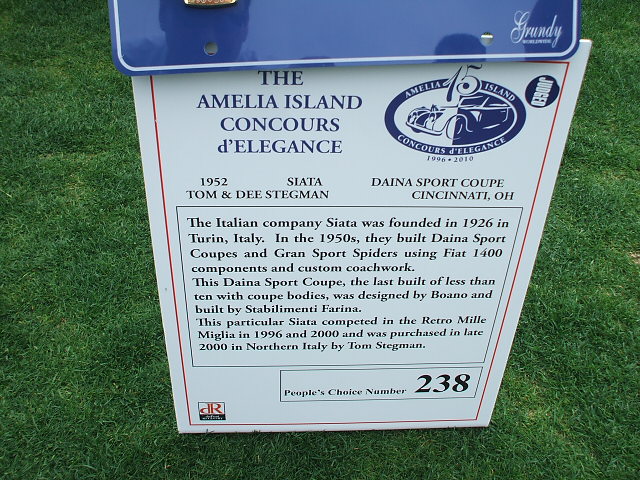 Grundy
WORLDWIDE
THE
AMELIA ISLAND
CONCOURS
d'ELEGANCE
AMELIA 15 ISLAND
CONCOURS d'ELEGANCE
1996 • 2010
1952 SIATA DAINA SPORT COUPE
TOM & DEE STEGMAN CINCINNATI, OH
The Italian company Siata was founded in 1926 in
Turin, Italy. In the 1950s, they built Daina Sport
Coupes and Gran Sport Spiders using Fiat 1400
components and custom coachwork.
This Daina Sport Coupe, the last built of less than
ten with coupe bodies, was designed by Boano and
built by Stabilimenti Farina.
This particular Siata competed in the Retro Mille
Miglia in 1996 and 2000 and was purchased in late
2000 in Northern Italy by Tom Stegman.
People's Choice Number 238